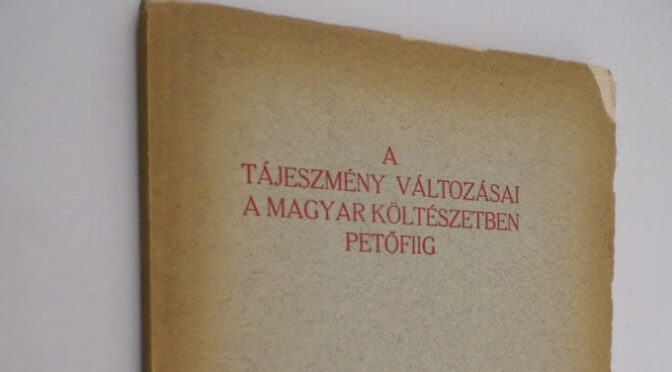 A
TÁJESZMÉNY VÁLTOZÁSAI
A MAGYAR KÖLTÉSZETBEN
PETŐFIIG